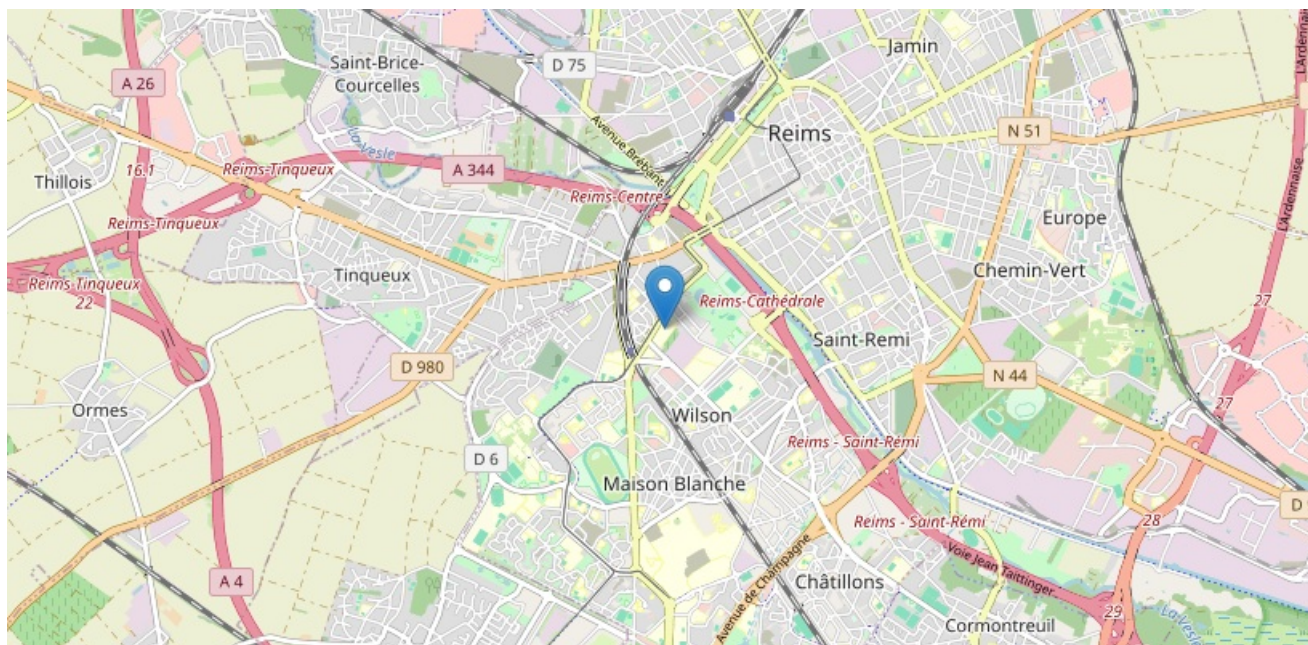 Jamin
Saint-Brice-
Courcelles
D 75
A 26
L'Ardennaise
Avenue Brébant
Reims
N 51
La Vesle
A 344
16.1
Reims-Tinqueux
Thillois
Reims-Centre
L'Ardennaise
Reims-Tinqueux
Europe
Tinqueux
Chemin-Vert
Reims Tinqueux
22
Reims-Cathédrale
27
Saint-Remi
D 980
N 44
Ormes
27
Wilson
Reims - Saint-Rémi
D 6
Maison Blanche
D
Reims - Saint-Rémi
28
Avenue de Champagne
Voie Jean Taittinger
A 4
Châtillons
29
La Vesle
Cormontreuil